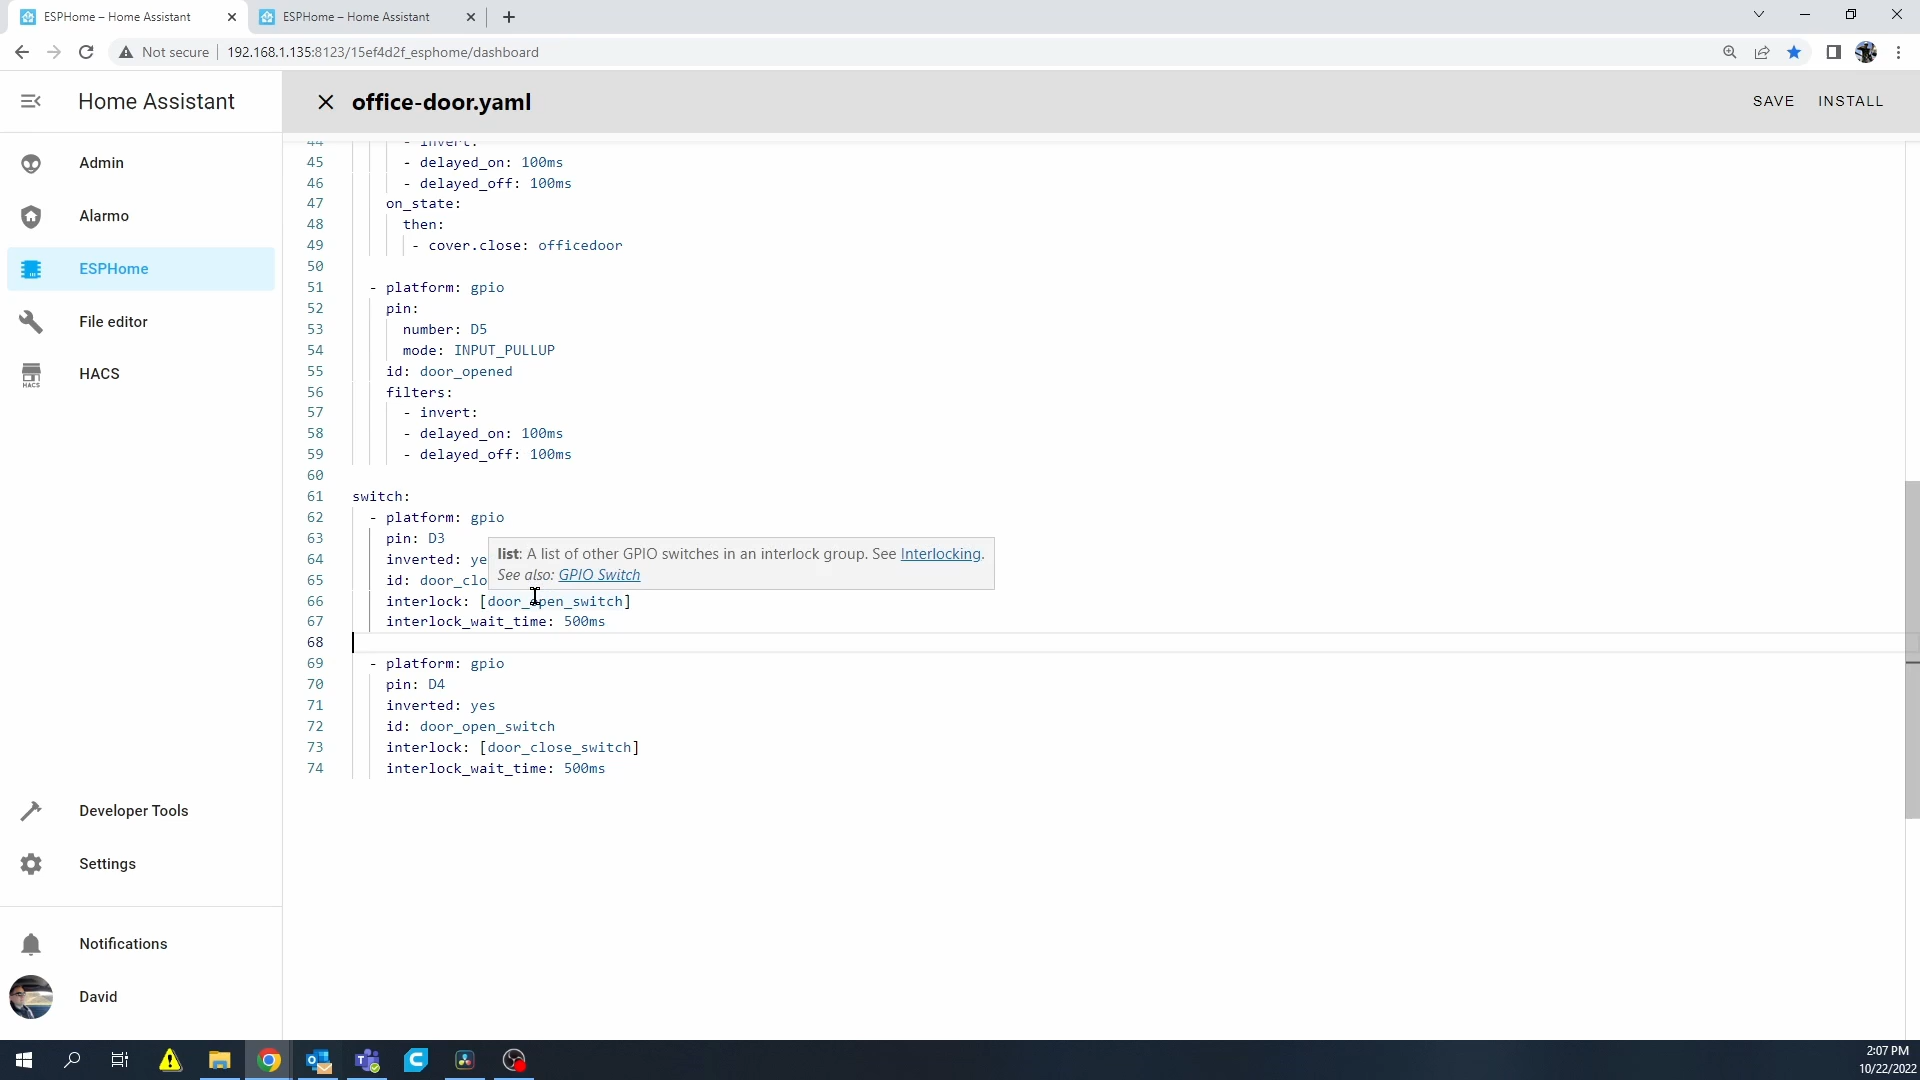 ESPHome – Home Assistant
ESPHome – Home Assistant
Not secure
192.168.1.135:8123/15ef4d2f_esphome/dashboard
Home Assistant
office-door.yaml
SAVE
INSTALL
Admin
Alarmo
ESPHome
File editor
HACS
HACS
Developer Tools
Settings
Notifications
David
44 - invert:
45 - delayed_on: 100ms
46 - delayed_off: 100ms
47 on_state:
48 then:
49 - cover.close: officedoor
50
51 - platform: gpio
52 pin:
53 number: D5
54 mode: INPUT_PULLUP
55 id: door_opened
56 filters:
57 - invert:
58 - delayed_on: 100ms
59 - delayed_off: 100ms
60
61 switch:
62 - platform: gpio
63 pin: D3
64 inverted: ye
65 id: door_clo
list: A list of other GPIO switches in an interlock group. See Interlocking.
See also: GPIO Switch
66 interlock: [door_open_switch]
67 interlock_wait_time: 500ms
68
69 - platform: gpio
70 pin: D4
71 inverted: yes
72 id: door_open_switch
73 interlock: [door_close_switch]
74 interlock_wait_time: 500ms
2:07 PM
10/22/2022